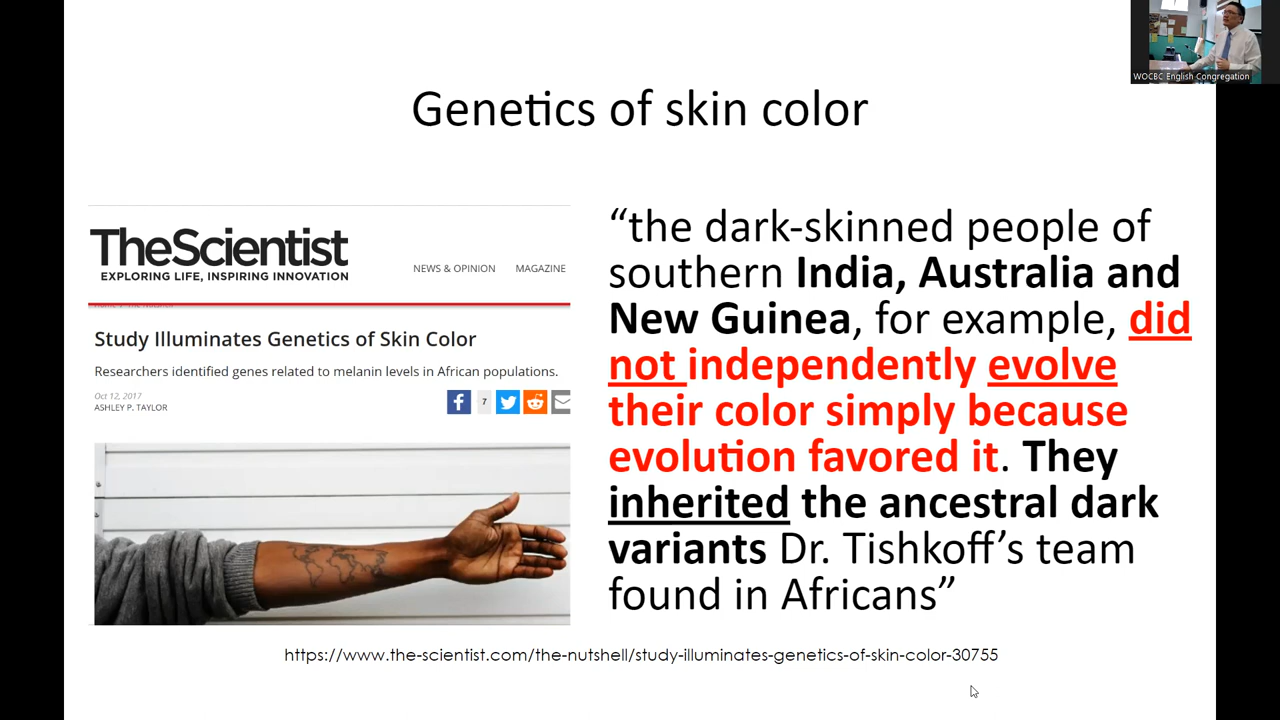 WOCBC English Congregation
Genetics of skin color
TheScientist
EXPLORING LIFE, INSPIRING INNOVATION
NEWS & OPINION MAGAZINE
Study Illuminates Genetics of Skin Color
Researchers identified genes related to melanin levels in African populations.
Oct 12, 2017
ASHLEY P. TAYLOR
7
“the dark-skinned people of
southern India, Australia and
New Guinea, for example, did
not independently evolve
their color simply because
evolution favored it. They
inherited the ancestral dark
variants Dr. Tishkoff’s team
found in Africans”
https://www.the-scientist.com/the-nutshell/study-illuminates-genetics-of-skin-color-30755